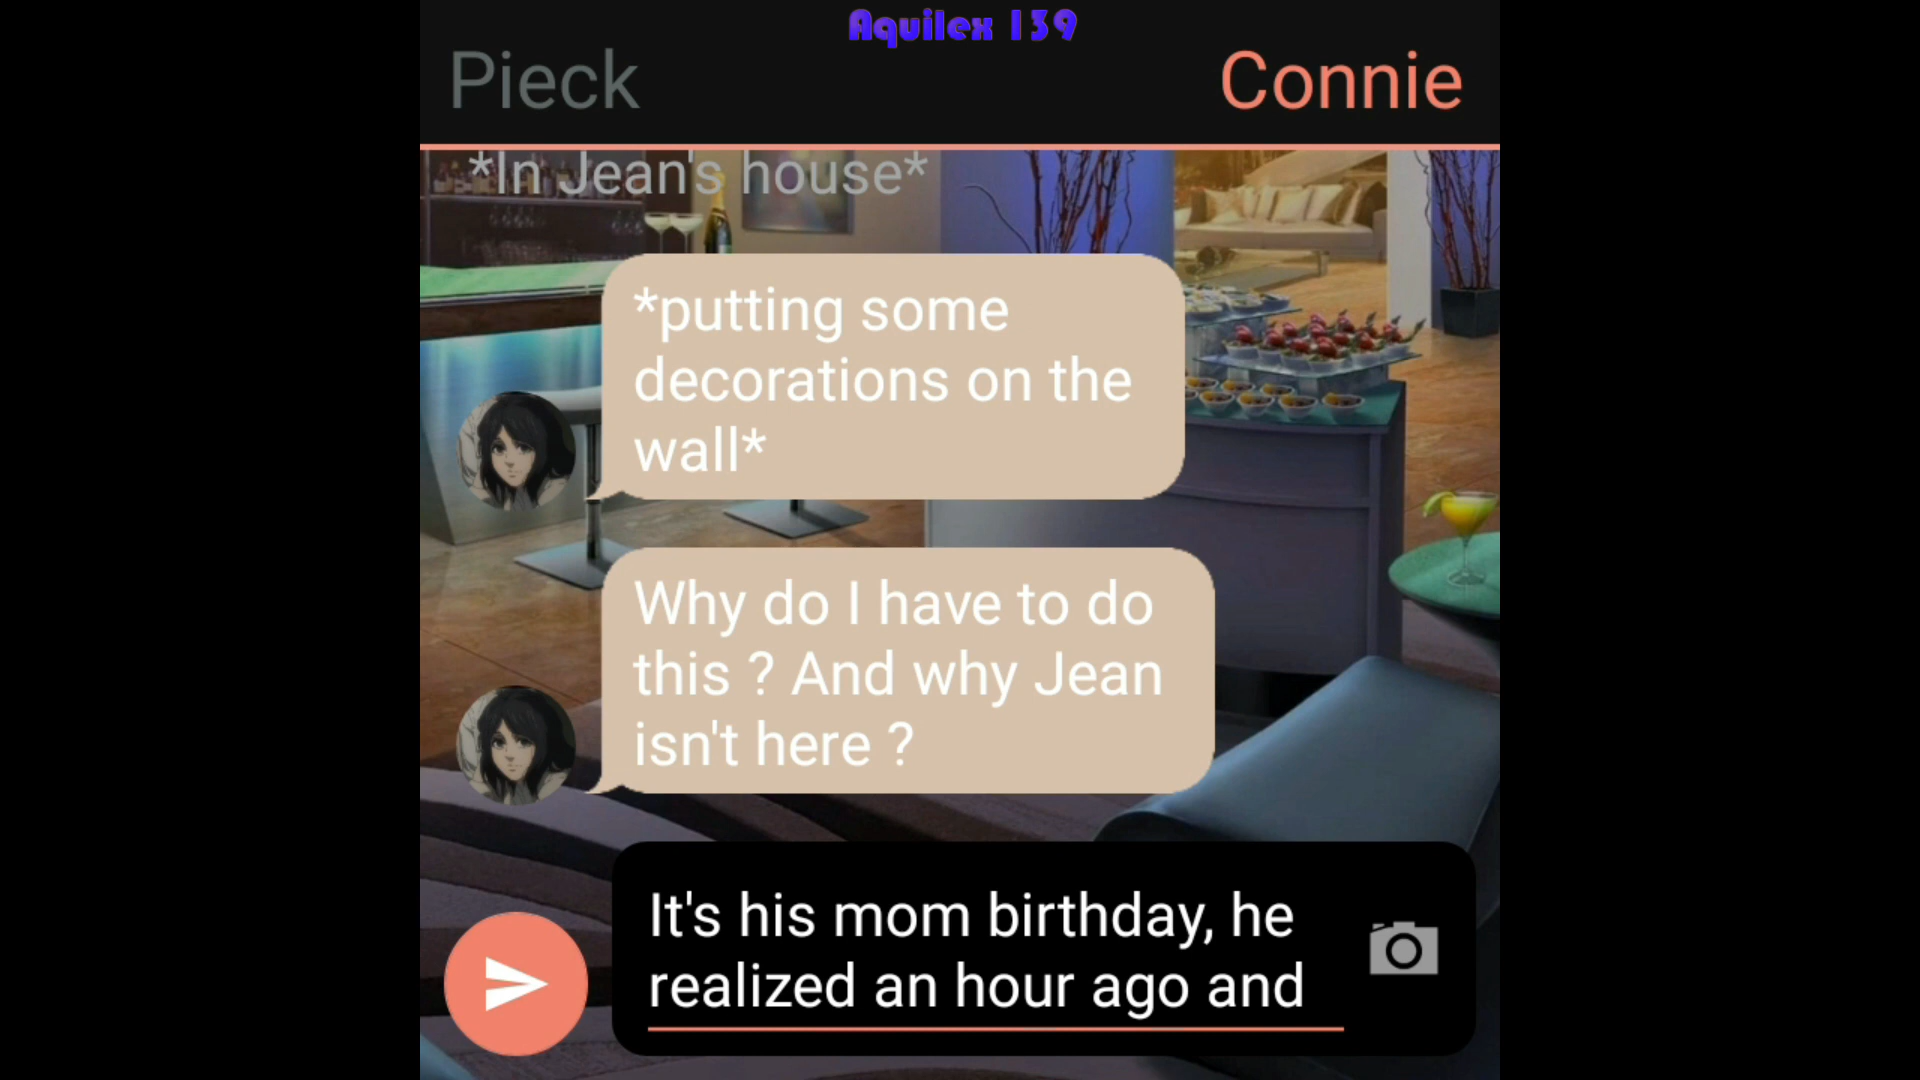 Aquilex 139
Pieck
Connie
*In Jean's house*
*putting some
decorations on the
wall*
Why do I have to do
this ? And why Jean
isn't here ?
It's his mom birthday, he
realized an hour ago and